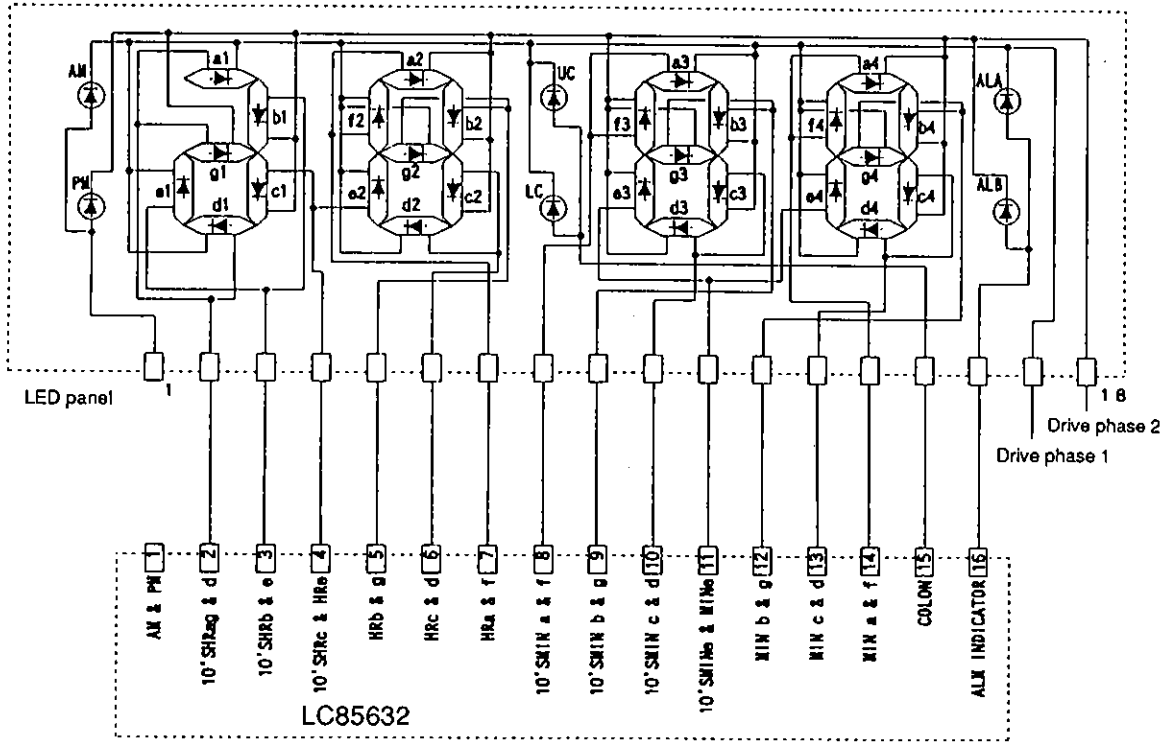 AM
PM
a1
b1
g1
c1
e1
d1
a2
f2
b2
g2
e2
c2
d2
UC
LC
a3
f3
b3
g3
e3
c3
d3
a4
f4
b4
g4
e4
c4
d4
ALA
ALB
LED panel
1
18
Drive phase 2
Drive phase 1
1 2 3 4 5 6 7 8 9 10 11 12 13 14 15 16
AM & PM
10'SHRag & d
10'SHRb & e
10'SHRc & HRe
HRb & g
HRc & d
HRa & f
10'SMIN a & f
10'SMIN b & g
10'SMIN c & d
10'SMINe & MINe
MIN b & g
MIN c & d
MIN a & f
COLON
ALM INDICATOR
LC85632